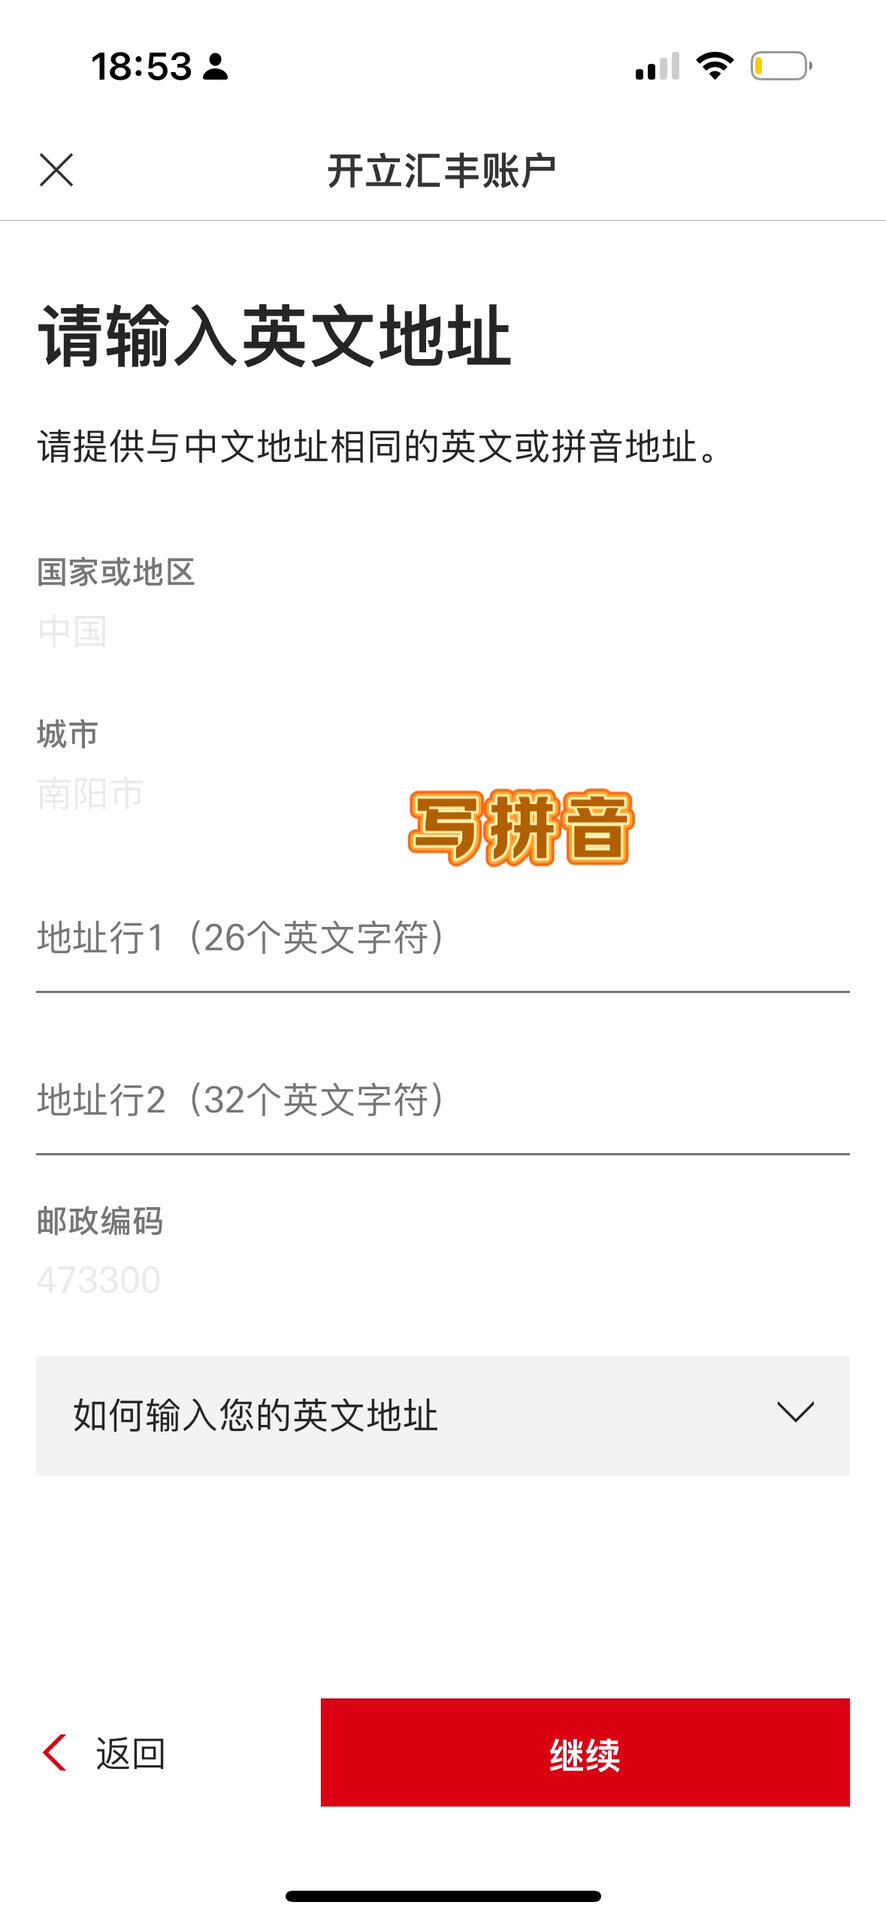 18:53
开立汇丰账户
请输入英文地址
请提供与中文地址相同的英文或拼音地址。
国家或地区
中国
城市
南阳市
写拼音
地址行1（26个英文字符）
地址行2（32个英文字符）
邮政编码
473300
如何输入您的英文地址
返回
继续